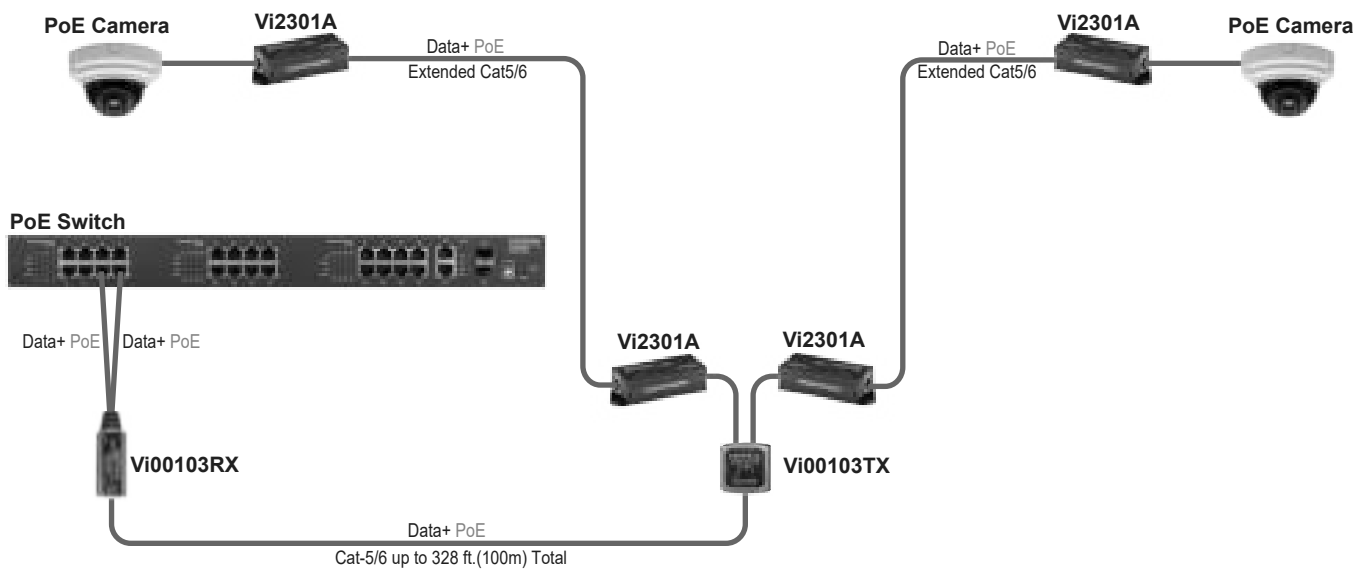 PoE Camera
Vi2301A
Data+ PoE
Extended Cat5/6
Data+ PoE
Extended Cat5/6
Vi2301A
PoE Camera
PoE Switch
Data+ PoE
Data+ PoE
Vi2301A
Vi2301A
Vi00103RX
Vi00103TX
Data+ PoE
Cat-5/6 up to 328 ft.(100m) Total